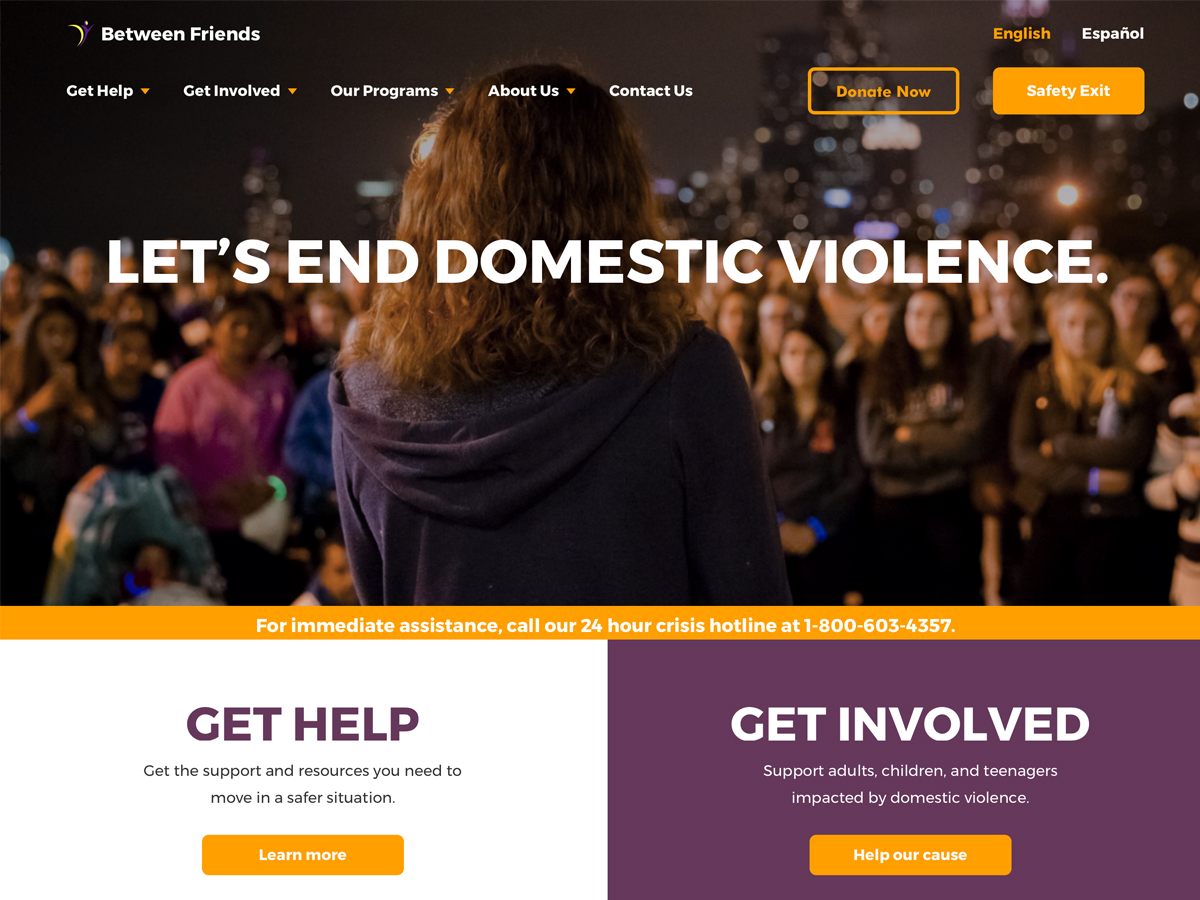 Between Friends
English
Español
Get Help
Get Involved
Our Programs
About Us
Contact Us
Donate Now
Safety Exit
LET’S END DOMESTIC VIOLENCE.
For immediate assistance, call our 24 hour crisis hotline at 1-800-603-4357.
GET HELP
Get the support and resources you need to
move in a safer situation.
Learn more
GET INVOLVED
Support adults, children, and teenagers
impacted by domestic violence.
Help our cause